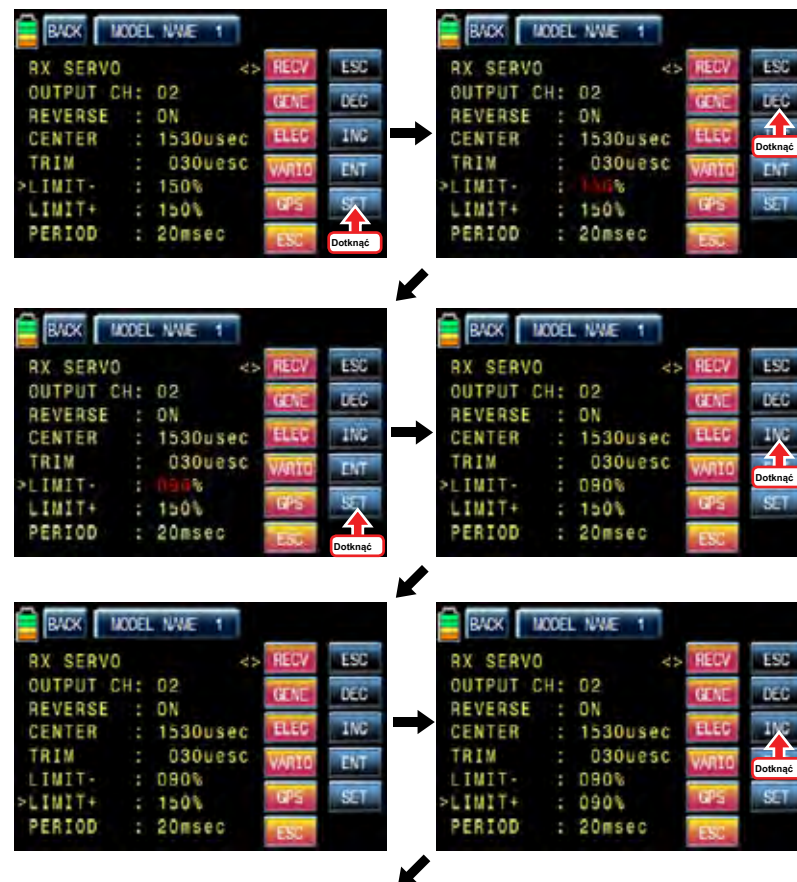 BACK MODEL NAME 1
RX SERVO <> RECV ESC
OUTPUT CH: 02 GENE DEC
REVERSE : ON
CENTER : 1530usec ELEC INC
TRIM : 030uesc VARIO ENT
>LIMIT- : 150%
LIMIT+ : 150% GPS SET
PERIOD : 20msec ESC
Dotknąć
BACK MODEL NAME 1
RX SERVO <> RECV ESC
OUTPUT CH: 02 GENE DEC
REVERSE : ON
CENTER : 1530usec ELEC
Dotknąć
TRIM : 030uesc VARIO ENT
>LIMIT- : 150%
LIMIT+ : 150% GPS SET
PERIOD : 20msec ESC
BACK MODEL NAME 1
RX SERVO <> RECV ESC
OUTPUT CH: 02 GENE DEC
REVERSE : ON
CENTER : 1530usec ELEC INC
TRIM : 030uesc VARIO ENT
>LIMIT- : 090%
LIMIT+ : 150% GPS SET
PERIOD : 20msec ESC
Dotknąć
BACK MODEL NAME 1
RX SERVO <> RECV ESC
OUTPUT CH: 02 GENE DEC
REVERSE : ON
CENTER : 1530usec ELEC INC
TRIM : 030uesc VARIO
Dotknąć
>LIMIT- : 090%
LIMIT+ : 150% GPS SET
PERIOD : 20msec ESC
BACK MODEL NAME 1
RX SERVO <> RECV ESC
OUTPUT CH: 02 GENE DEC
REVERSE : ON
CENTER : 1530usec ELEC INC
TRIM : 030uesc VARIO ENT
LIMIT- : 090%
>LIMIT+ : 150% GPS SET
PERIOD : 20msec ESC
BACK MODEL NAME 1
RX SERVO <> RECV ESC
OUTPUT CH: 02 GENE DEC
REVERSE : ON
CENTER : 1530usec ELEC INC
TRIM : 030uesc VARIO
Dotknąć
LIMIT- : 090%
>LIMIT+ : 090% GPS SET
PERIOD : 20msec ESC